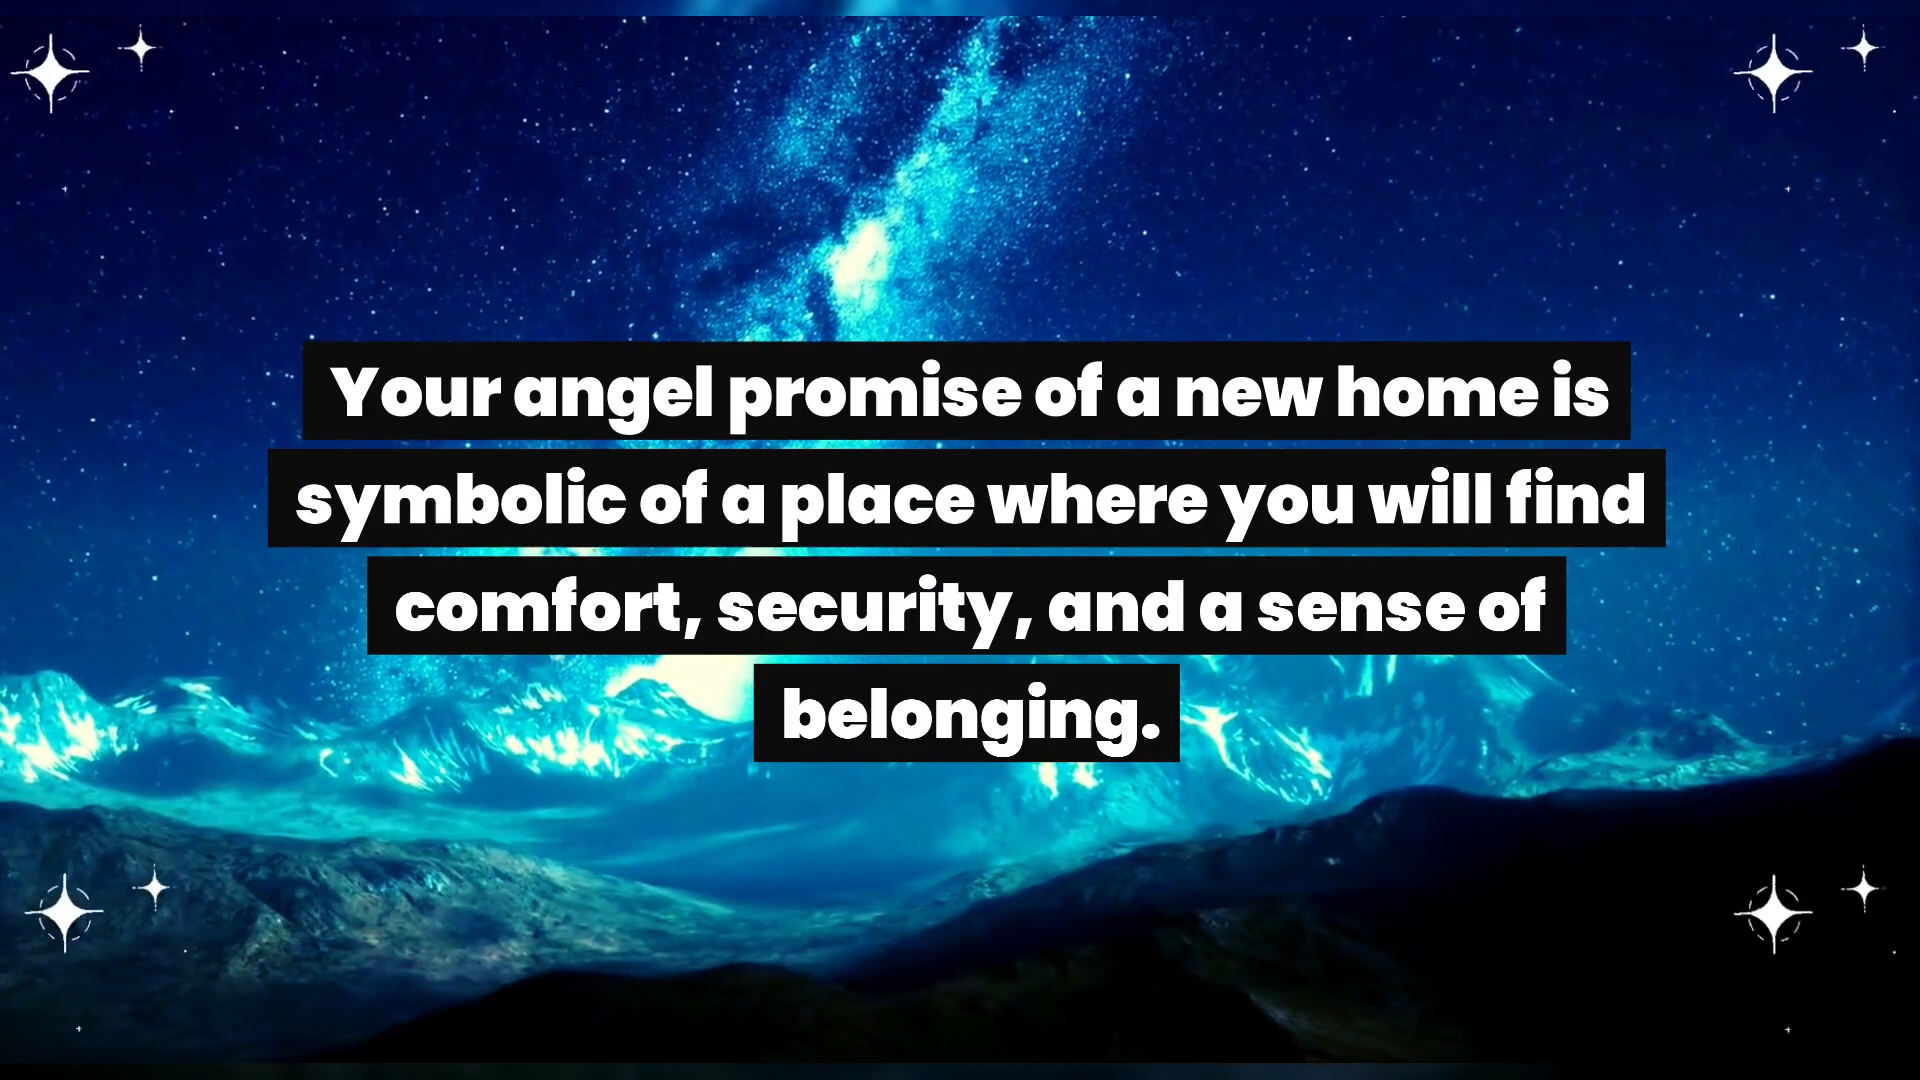 Your angel promise of a new home is
symbolic of a place where you will find
comfort, security, and a sense of
belonging.